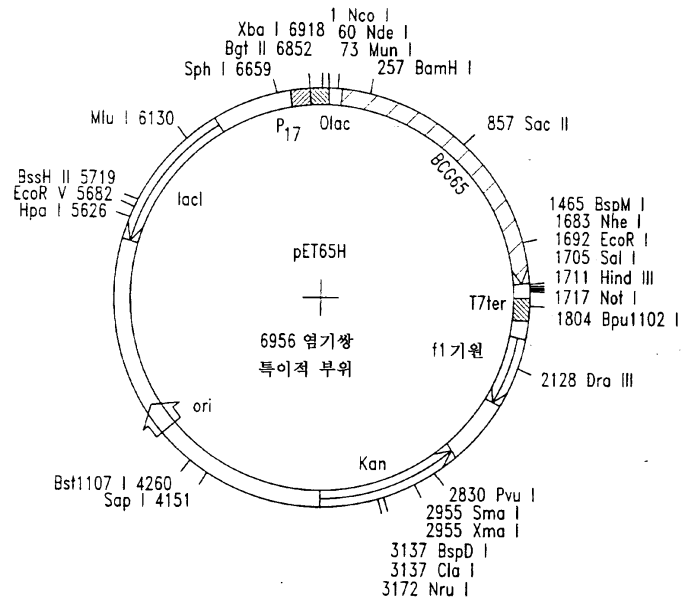 1 Nco I
Xba I 6918
60 Nde I
Bgt II 6852
73 Mun I
Sph I 6659
257 BamH I
Mlu I 6130
P17
Olac
857 Sac II
BCG65
BssH II 5719
EcoR V 5682
Hpa I 5626
lacI
1465 BspM I
1683 Nhe I
1692 EcoR I
1705 Sal I
1711 Hind III
1717 Not I
1804 Bpu1102 I
pET65H
T7ter
6956 염기쌍
특이적 부위
f1 기원
2128 Dra III
ori
Kan
Bst1107 I 4260
Sap I 4151
2830 Pvu I
2955 Sma I
2955 Xma I
3137 BspD I
3137 Cla I
3172 Nru I